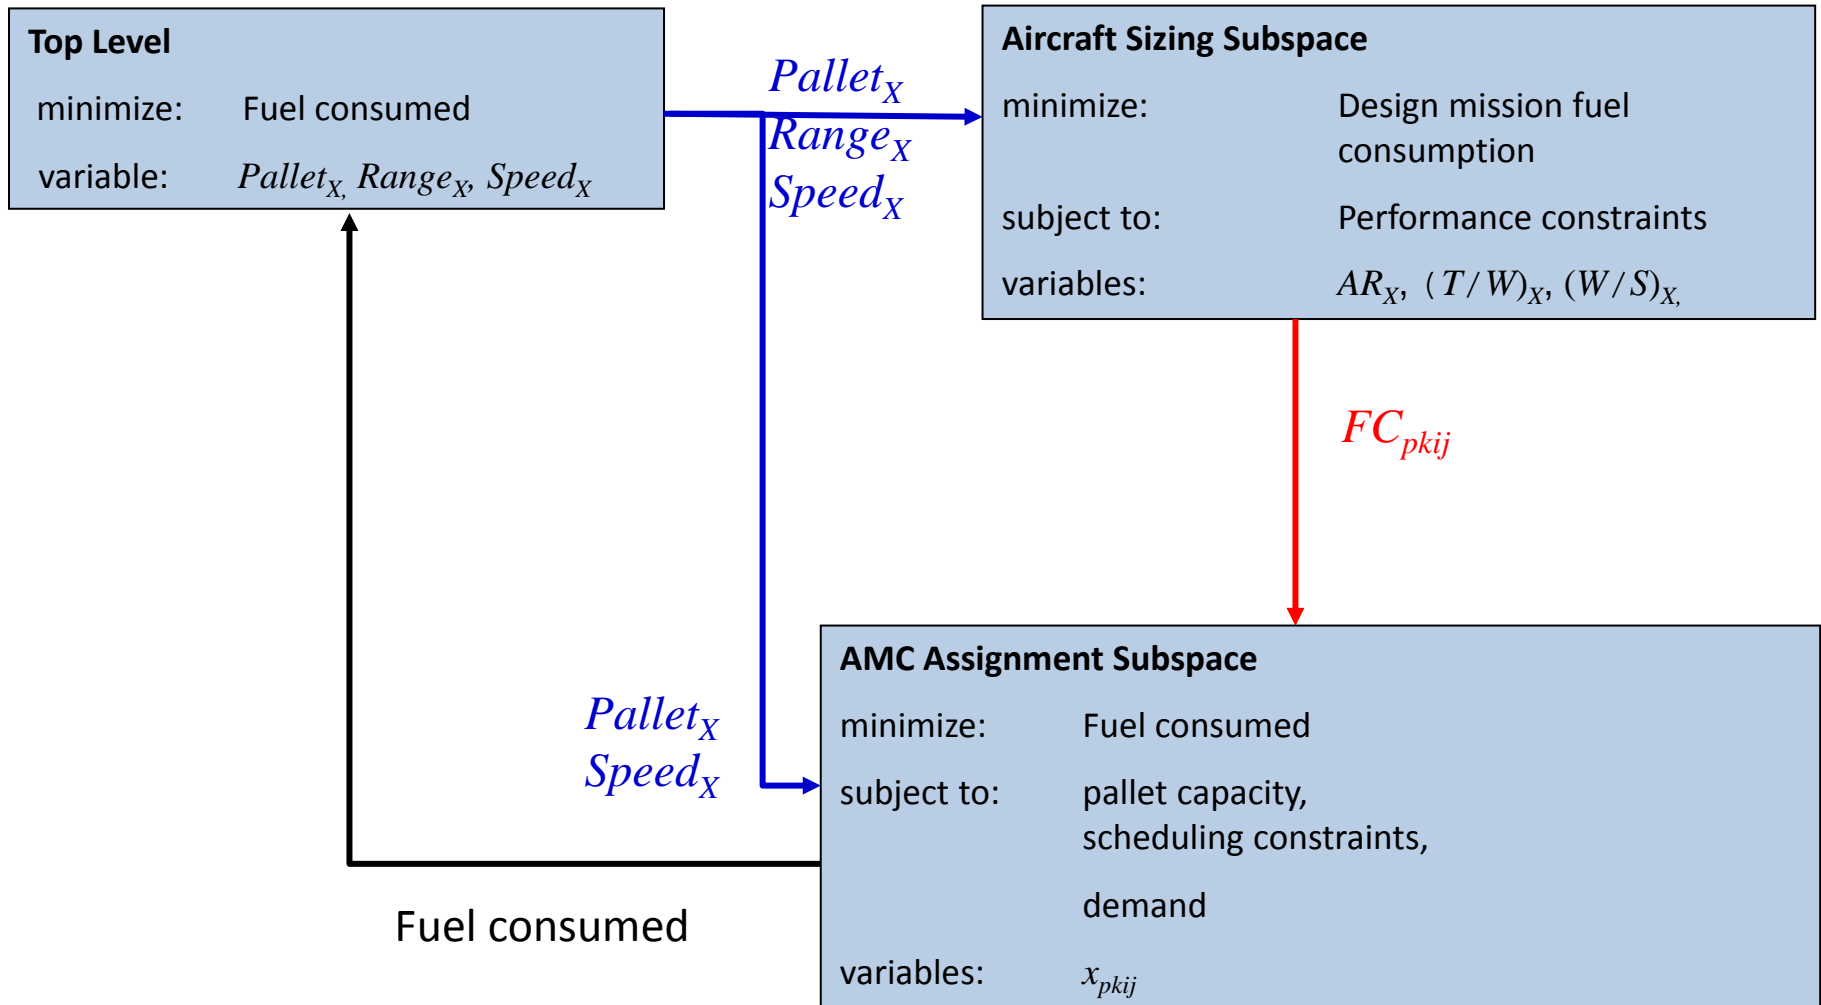 Top Level
minimize: Fuel consumed
variable: Pallet_X, Range_X, Speed_X
Pallet_X
Range_X
Speed_X
Aircraft Sizing Subspace
minimize: Design mission fuel
consumption
subject to: Performance constraints
variables: AR_X, (T/W)_X, (W/S)_X,
FC_pkij
Pallet_X
Speed_X
Fuel consumed
AMC Assignment Subspace
minimize: Fuel consumed
subject to: pallet capacity,
scheduling constraints,
demand
variables: x_pkij